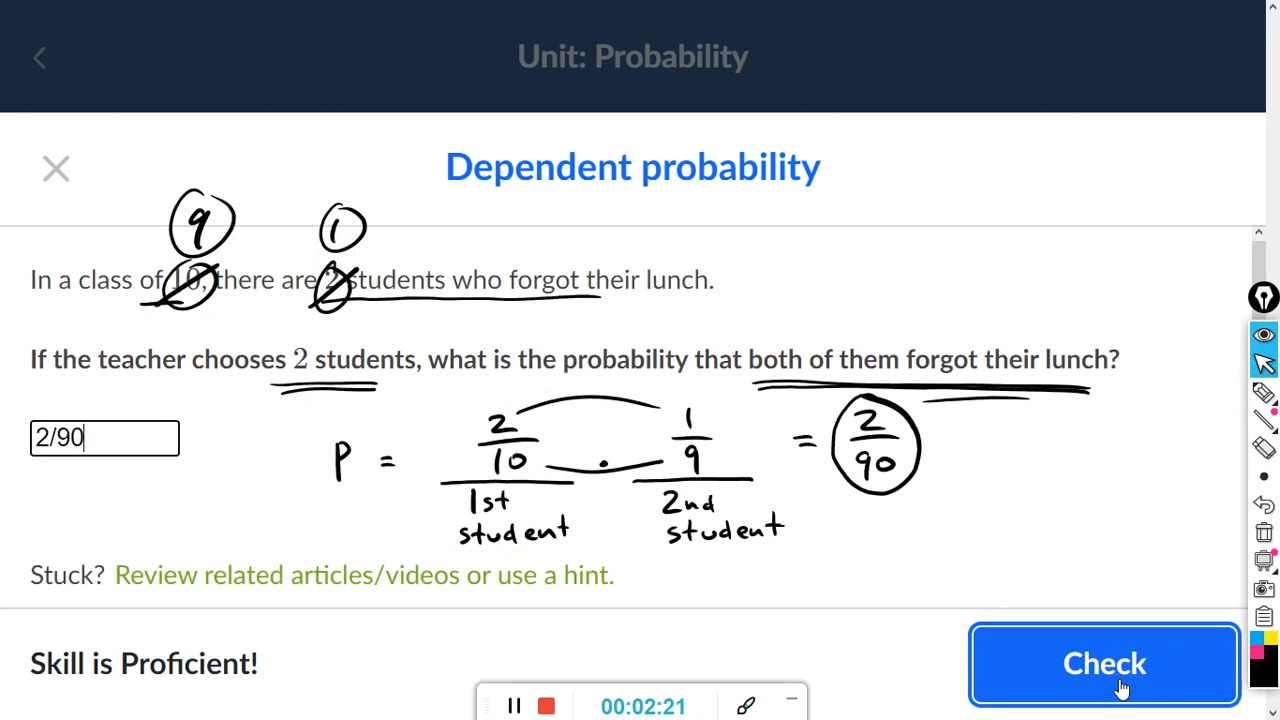 Unit: Probability
Dependent probability
9 1
In a class of 10, there are 2 students who forgot their lunch.
If the teacher chooses 2 students, what is the probability that both of them forgot their lunch?
2/90
P = 2/10 · 1/9 = 2/90
1st student
2nd student
Stuck? Review related articles/videos or use a hint.
Skill is Proficient!
Check
00:02:21